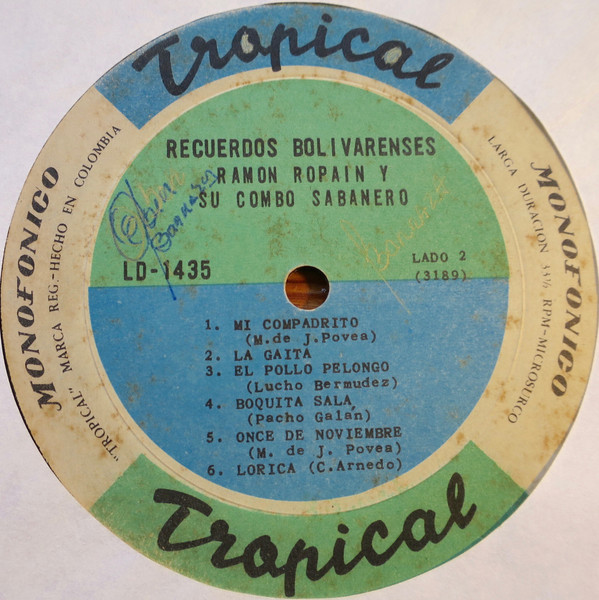 Tropical
RECUERDOS BOLIVARENSES
RAMON ROPAIN Y
SU COMBO SABANERO
LD-1435
LADO 2
(3189)
1. MI COMPADRITO
(M.de J.Povea)
2. LA GAITA
3. EL POLLO PELONGO
(Lucho Bermudez)
4. BOQUITA SALÁ
(Pacho Galán)
5. ONCE DE NOVIEMBRE
(M. de J. Povea)
6. LORICA (C.Arnedo)
MONOFONICO
"TROPICAL" MARCA REG.-HECHO EN COLOMBIA
LARGA DURACION 33⅓ RPM-MICROSURCO
MONOFONICO
Tropical